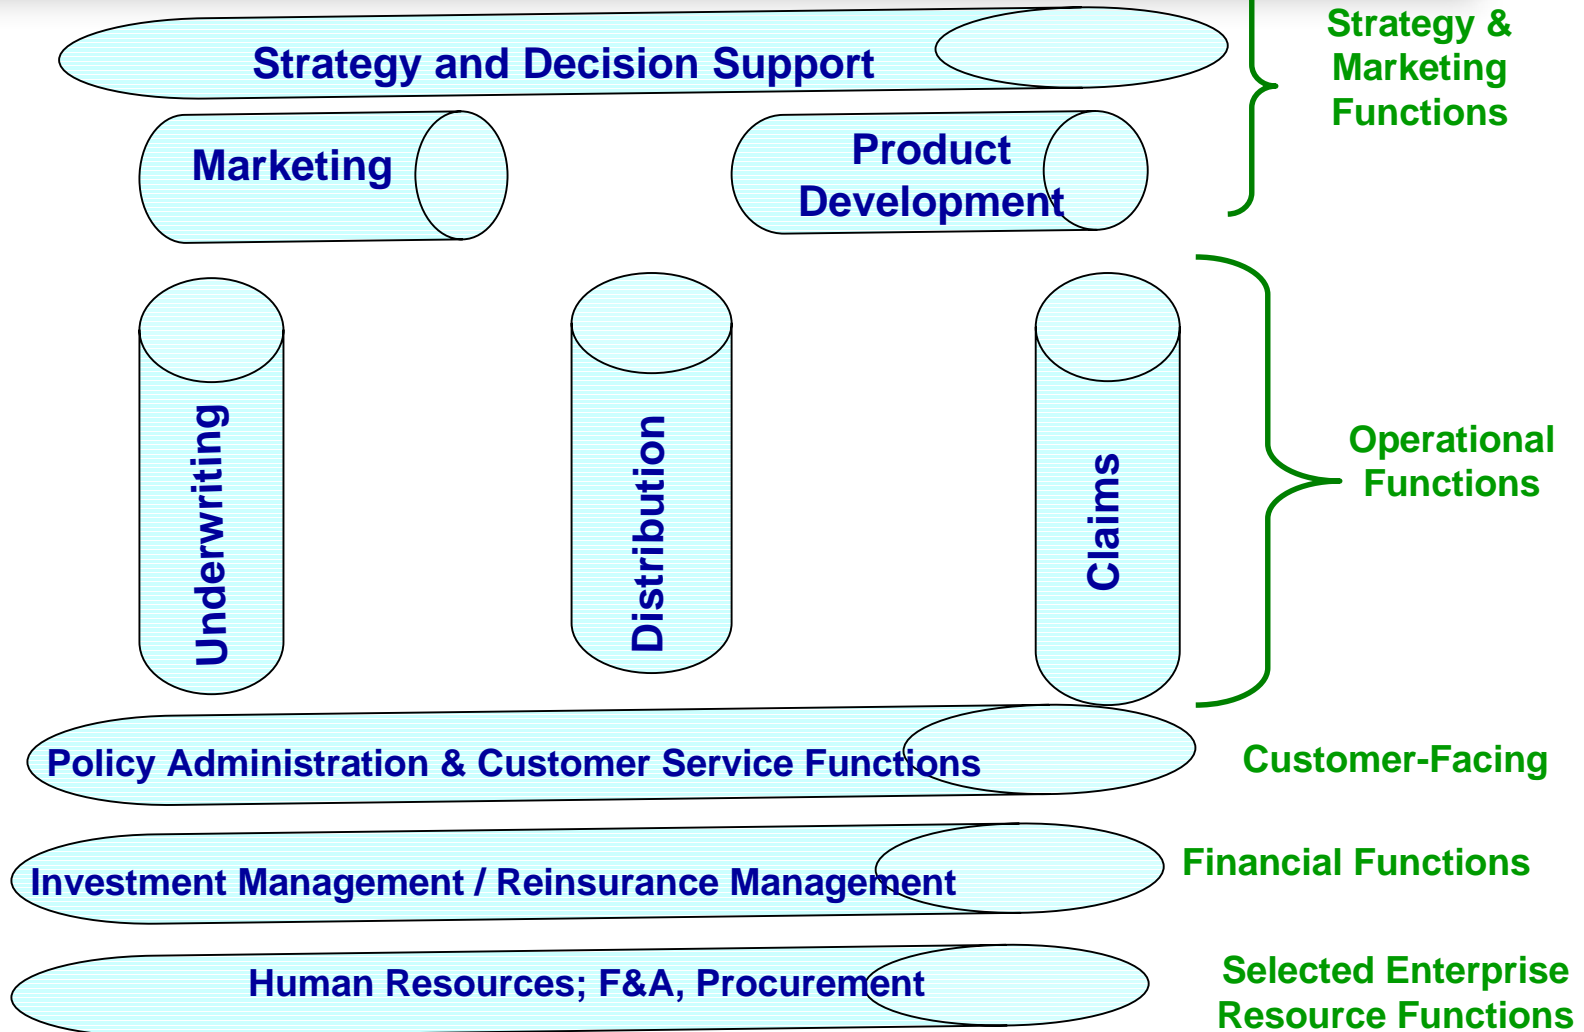 Strategy and Decision Support
Strategy &
Marketing
Functions
Marketing
Product
Development
Underwriting
Distribution
Claims
Operational
Functions
Policy Administration & Customer Service Functions
Customer-Facing
Investment Management / Reinsurance Management
Financial Functions
Human Resources; F&A, Procurement
Selected Enterprise
Resource Functions